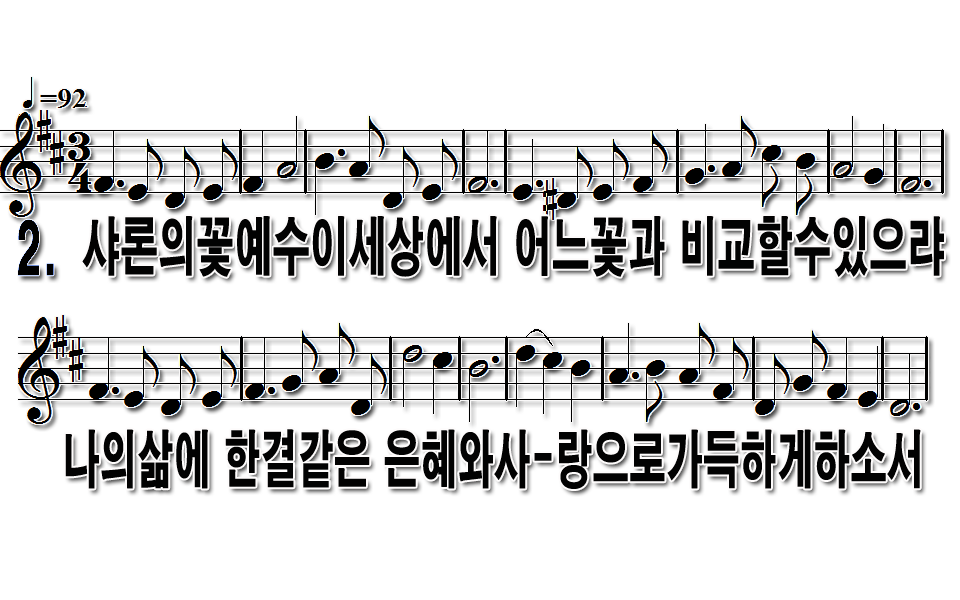 ♩=92
3/4
2. 샤론의꽃예수이세상에서 어느꽃과 비교할수있으랴
나의삶에 한결같은 은혜와사-랑으로가득하게하소서